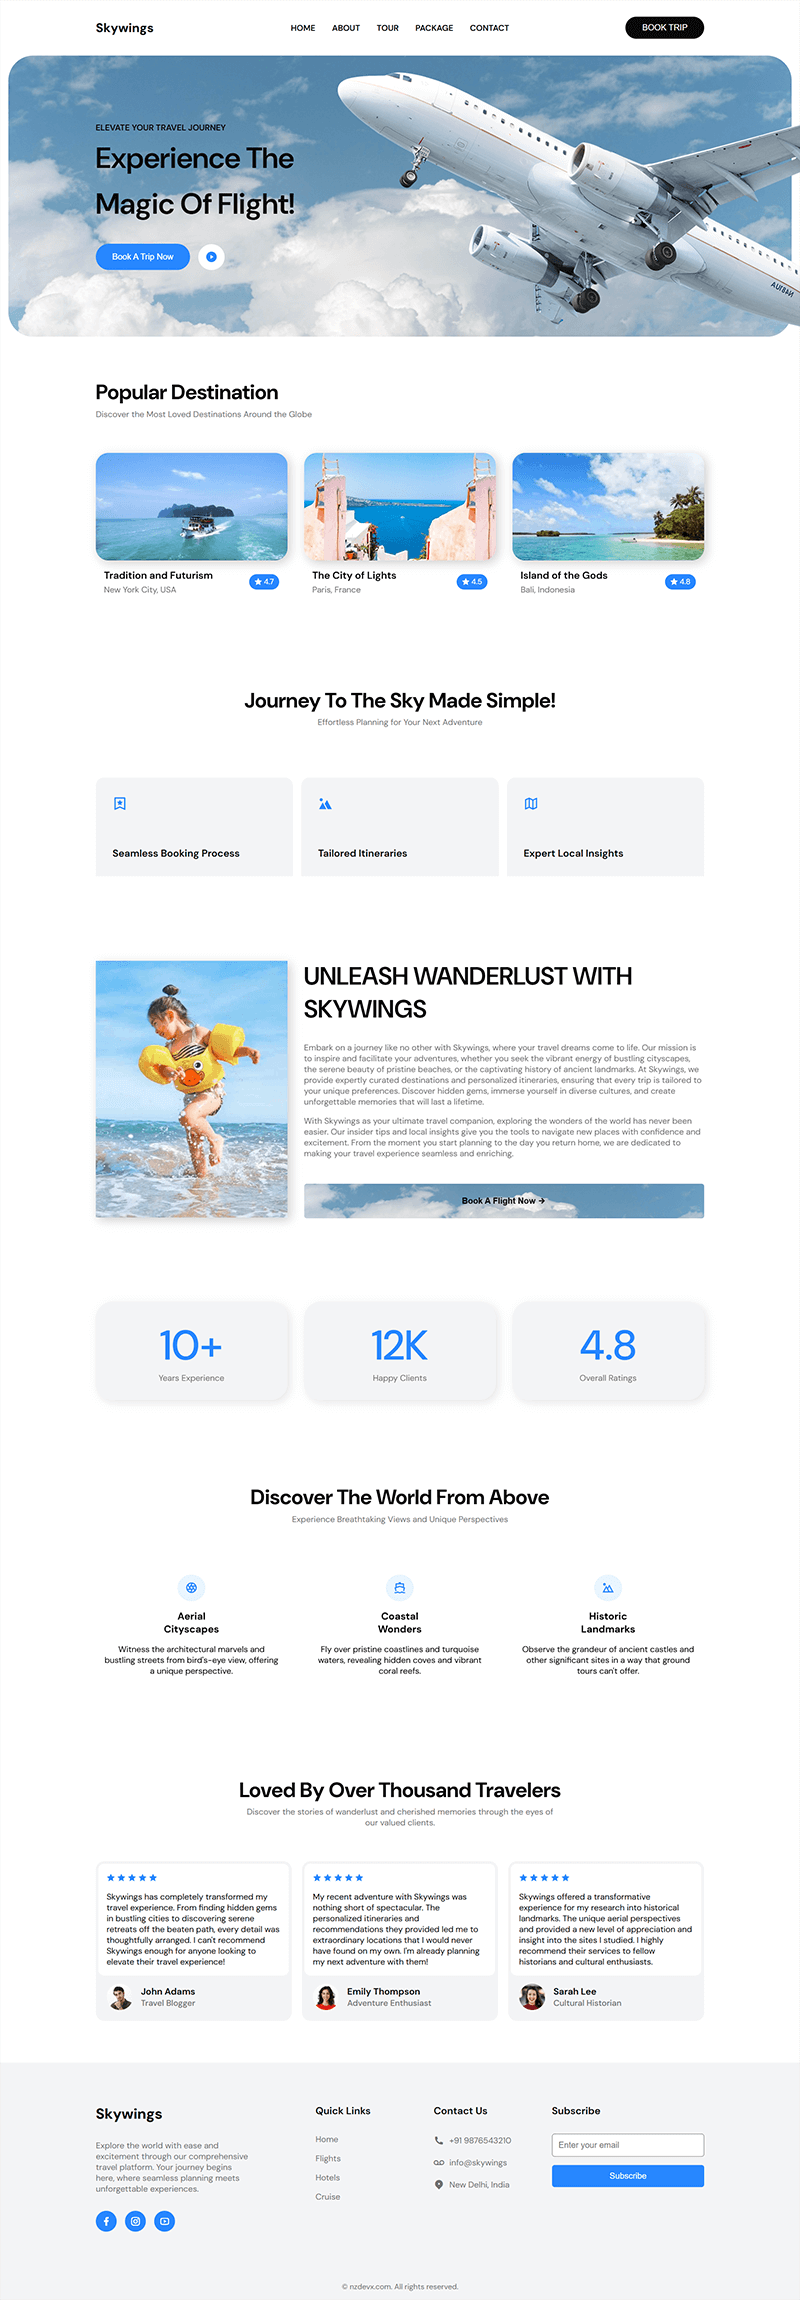 Skywings
HOME ABOUT TOUR PACKAGE CONTACT
BOOK TRIP
ELEVATE YOUR TRAVEL JOURNEY
Experience The
Magic Of Flight!
Book A Trip Now
Popular Destination
Discover the Most Loved Destinations Around the Globe
Tradition and Futurism
New York City, USA
4.7
The City of Lights
Paris, France
4.5
Island of the Gods
Bali, Indonesia
4.8
Journey To The Sky Made Simple!
Effortless Planning for Your Next Adventure
Seamless Booking Process
Tailored Itineraries
Expert Local Insights
UNLEASH WANDERLUST WITH
SKYWINGS
Embark on a journey like no other with Skywings, where your travel dreams come to life. Our mission is
to inspire and facilitate your adventures, whether you seek the vibrant energy of bustling cityscapes,
the serene beauty of pristine beaches, or the captivating history of ancient landmarks. At Skywings, we
provide expertly curated destinations and personalized itineraries, ensuring that every trip is tailored to
your unique preferences. Discover hidden gems, immerse yourself in diverse cultures, and create
unforgettable memories that will last a lifetime.
With Skywings as your ultimate travel companion, exploring the wonders of the world has never been
easier. Our insider tips and local insights give you the tools to navigate new places with confidence and
excitement. From the moment you start planning to the day you return home, we are dedicated to
making your travel experience seamless and enriching.
Book A Flight Now →
10+
Years Experience
12K
Happy Clients
4.8
Overall Ratings
Discover The World From Above
Experience Breathtaking Views and Unique Perspectives
Aerial
Cityscapes
Witness the architectural marvels and
bustling streets from bird's-eye view, offering
a unique perspective.
Coastal
Wonders
Fly over pristine coastlines and turquoise
waters, revealing hidden coves and vibrant
coral reefs.
Historic
Landmarks
Observe the grandeur of ancient castles and
other significant sites in a way that ground
tours can't offer.
Loved By Over Thousand Travelers
Discover the stories of wanderlust and cherished memories through the eyes of
our valued clients.
Skywings has completely transformed my
travel experience. From finding hidden gems
in bustling cities to discovering serene
retreats off the beaten path, every detail was
thoughtfully arranged. I can't recommend
Skywings enough for anyone looking to
elevate their travel experience!
John Adams
Travel Blogger
My recent adventure with Skywings was
nothing short of spectacular. The
personalized itineraries and
recommendations they provided led me to
extraordinary locations that I would never
have found on my own. I'm already planning
my next adventure with them!
Emily Thompson
Adventure Enthusiast
Skywings offered a transformative
experience for my research into historical
landmarks. The unique aerial perspectives
and provided a new level of appreciation and
insight into the sites I studied. I highly
recommend their services to fellow
historians and cultural enthusiasts.
Sarah Lee
Cultural Historian
Skywings
Explore the world with ease and
excitement through our comprehensive
travel platform. Your journey begins
here, where seamless planning meets
unforgettable experiences.
Quick Links
Home
Flights
Hotels
Cruise
Contact Us
+91 9876543210
info@skywings
New Delhi, India
Subscribe
Enter your email
Subscribe
© nzdevx.com. All rights reserved.